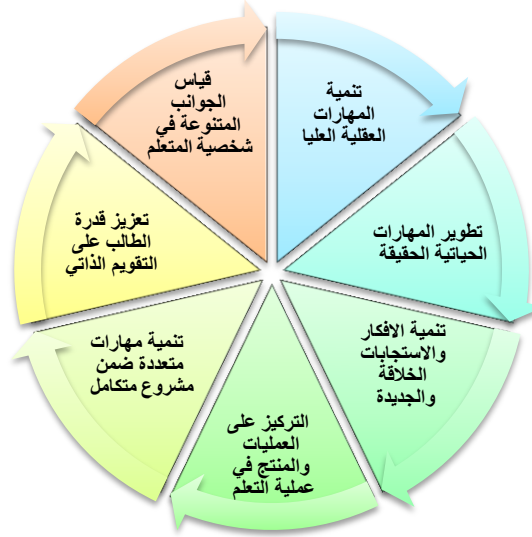 تنمية
المهارات
العقلية العليا
تطوير المهارات
الحياتية الحقيقة
تنمية الافكار
والاستجابات
الخلاقة
والجديدة
التركيز على
العمليات
والمنتج في
عملية التعلم
تنمية مهارات
متعددة ضمن
مشروع متكامل
تعزيز قدرة
الطالب على
التقويم الذاتي
قياس
الجوانب
المتنوعة في
شخصية المتعلم